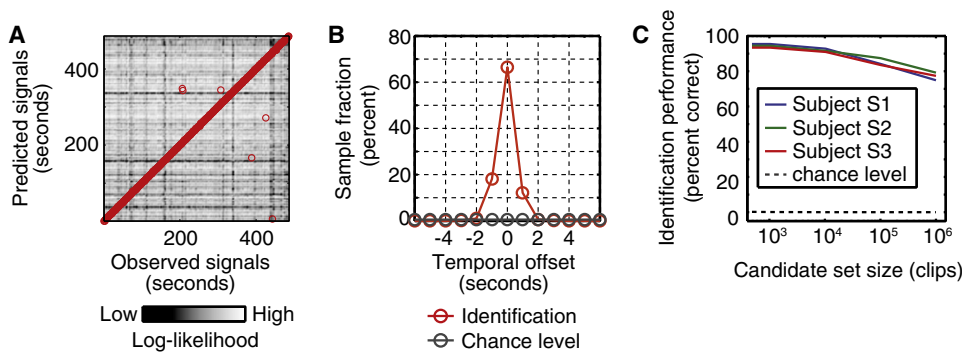 A
Predicted signals
(seconds)
400
200
200
400
Observed signals
(seconds)
Low
High
Log-likelihood
B
Sample fraction
(percent)
80
60
40
20
0
-4
-2
0
2
4
Temporal offset
(seconds)
Identification
Chance level
C
Identification performance
(percent correct)
100
80
60
40
20
0
Subject S1
Subject S2
Subject S3
chance level
10³
10⁴
10⁵
10⁶
Candidate set size (clips)